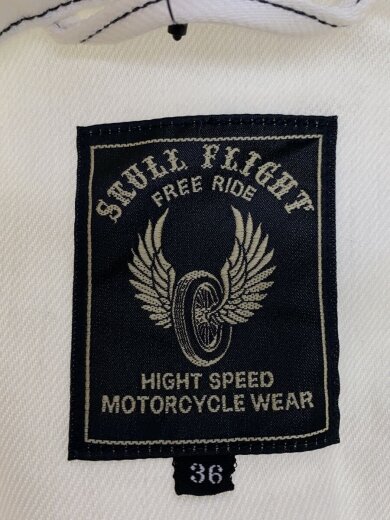 SKULL FLIGHT
FREE RIDE
HIGHT SPEED
MOTORCYCLE WEAR
36